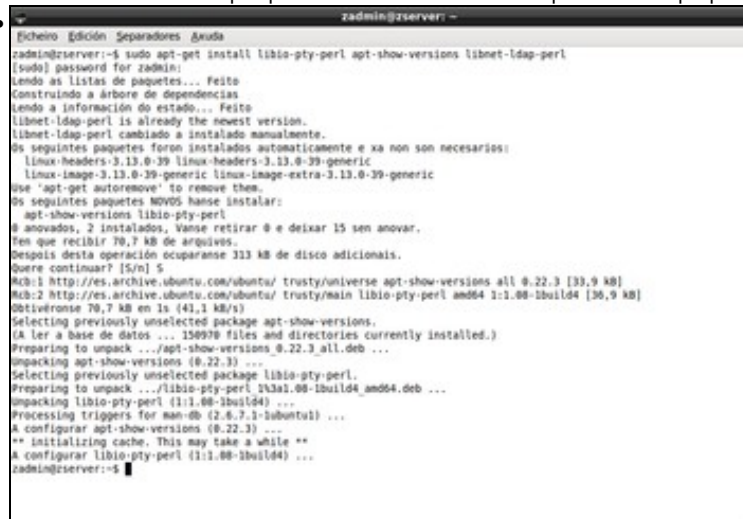 zadmin@zserver: ~
Ficheiro Edición Separadores Axuda
zadmin@zserver:~$ sudo apt-get install libio-pty-perl apt-show-versions libnet-ldap-perl
[sudo] password for zadmin:
Lendo as listas de paquetes... Feito
Construindo a árbore de dependencias
Lendo a información do estado... Feito
libnet-ldap-perl is already the newest version.
libnet-ldap-perl cambiado a instalado manualmente.
Os seguintes paquetes foron instalados automaticamente e xa non son necesarios:
linux-headers-3.13.0-39 linux-headers-3.13.0-39-generic
linux-image-3.13.0-39-generic linux-image-extra-3.13.0-39-generic
Use 'apt-get autoremove' to remove them.
Os seguintes paquetes NOVOS hanse instalar:
apt-show-versions libio-pty-perl
0 anovados, 2 instalados, Vanse retirar 0 e deixar 15 sen anovar.
Ten que recibir 70,7 kB de arquivos.
Despois desta operación ocuparanse 313 kB de disco adicionais.
Quere continuar? [S/n] S
Rcb:1 http://es.archive.ubuntu.com/ubuntu/ trusty/universe apt-show-versions all 0.22.3 [33,9 kB]
Rcb:2 http://es.archive.ubuntu.com/ubuntu/ trusty/main libio-pty-perl amd64 1:1.08-1build4 [36,9 kB]
Obtivéronse 70,7 kB en 1s (41,1 kB/s)
Selecting previously unselected package apt-show-versions.
(A ler a base de datos ... 150970 files and directories currently installed.)
Preparing to unpack .../apt-show-versions_0.22.3_all.deb ...
Unpacking apt-show-versions (0.22.3) ...
Selecting previously unselected package libio-pty-perl.
Preparing to unpack .../libio-pty-perl_1%3a1.08-1build4_amd64.deb ...
Unpacking libio-pty-perl (1:1.08-1build4) ...
Processing triggers for man-db (2.6.7.1-1ubuntu1) ...
A configurar apt-show-versions (0.22.3) ...
** initializing cache. This may take a while **
A configurar libio-pty-perl (1:1.08-1build4) ...
zadmin@zserver:~$